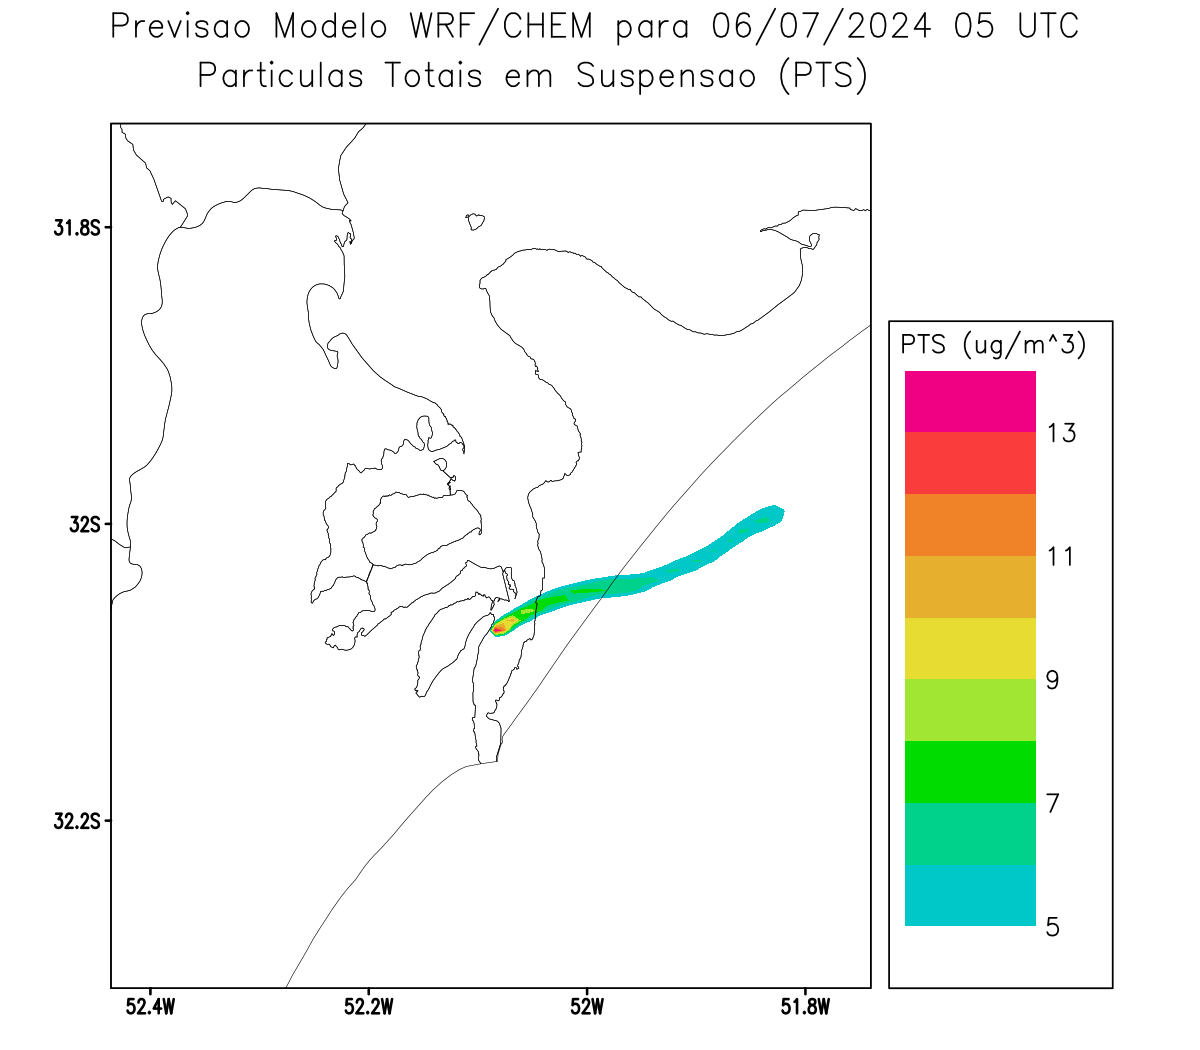 Previsao Modelo WRF/CHEM para 06/07/2024 05 UTC
Particulas Totais em Suspensao (PTS)
31.8S
32S
32.2S
52.4W
52.2W
52W
51.8W
PTS (ug/m^3)
13
11
9
7
5